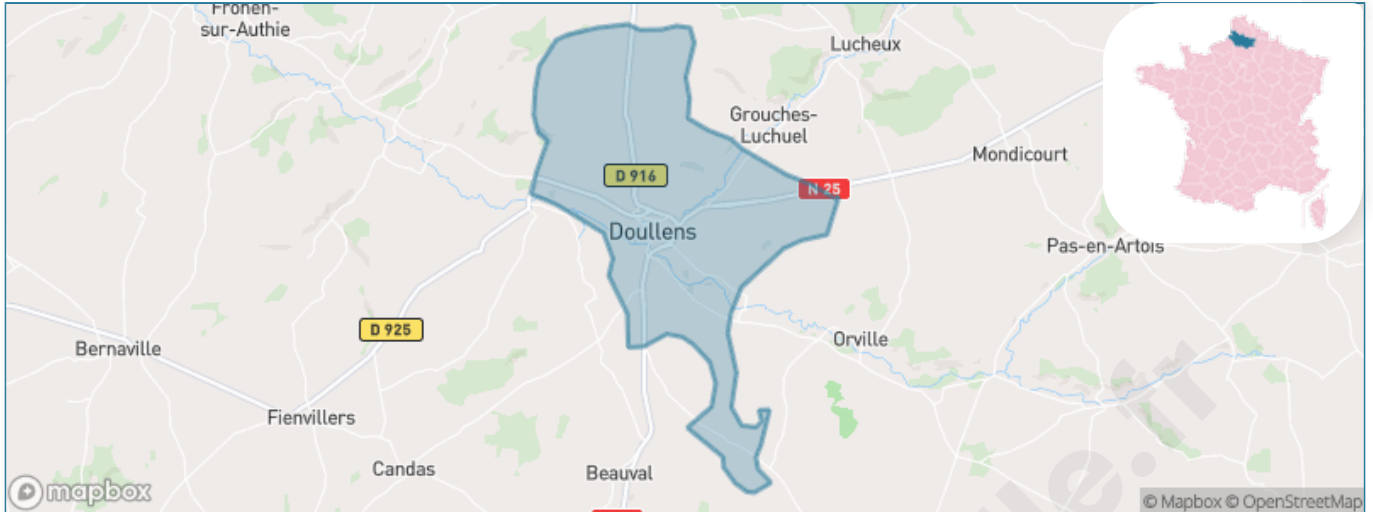 Frohen-
sur-Authie
Lucheux
Grouches-
Luchuel
Mondicourt
D 916
N 25
Doullens
Pas-en-Artois
D 925
Orville
Bernaville
Fienvillers
Candas
Beauval
mapbox
© Mapbox © OpenStreetMap